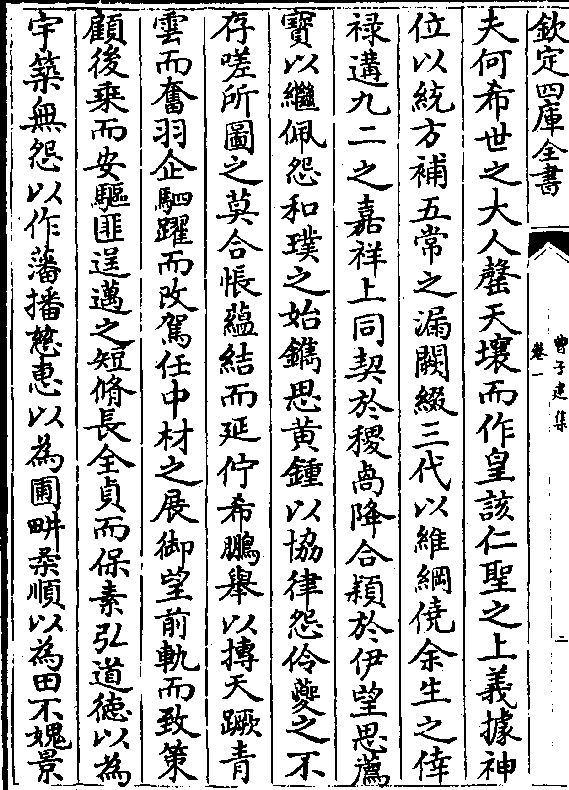 欽定四庫全書
曹子建集
卷一
二
夫何希世之大人罄天壤而作皇該仁聖之上義據神
位以統方補五常之漏闕綴三代以維綱僥余生之倖
禄遘九二之嘉祥上同契於稷卨降合穎於伊望思薦
寶以繼佩怨和璞之始鐫思黄鍾以協律怨伶夔之不
存嗟所圖之莫合悵蘊結而延佇希鵬舉以摶天蹶青
雲而奮羽企駟躍而改駕任中材之展御望前軌而致策
顧後乗而安驅匪逞邁之短脩長全貞而保素弘道德以為
宇築無怨以作藩播慈惠以為圃畊柔順以為田不媿景